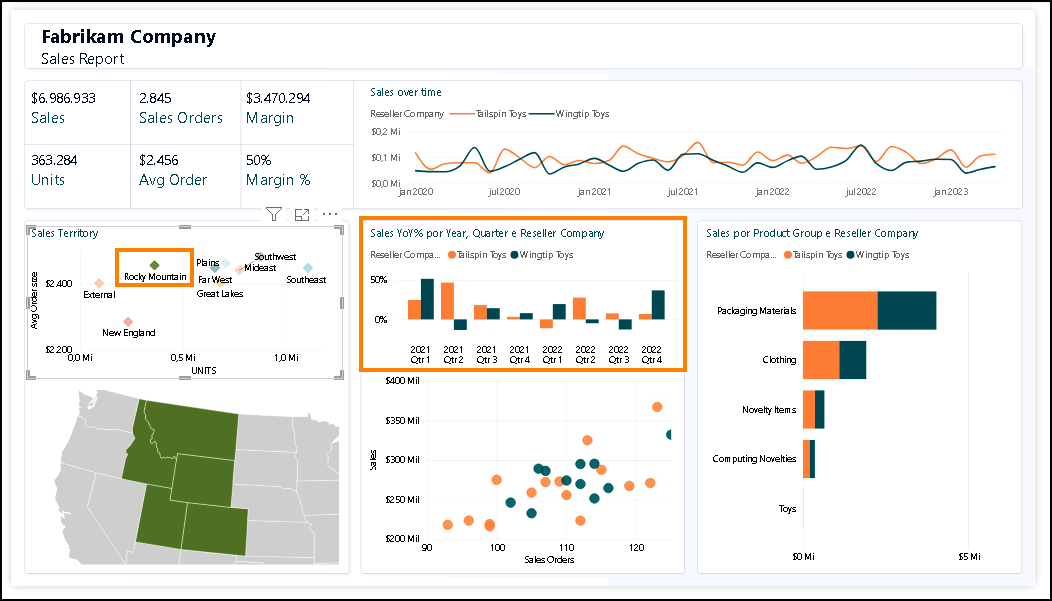 Fabrikam Company
Sales Report
$6.986.933
Sales
2.845
Sales Orders
$3.470.294
Margin
363.284
Units
$2.456
Avg Order
50%
Margin %
Sales over time
Reseller Company Tailspin Toys Wingtip Toys
$0,2 Mi
$0,1 Mi
$0,0 Mi
jan2020 jul2020 jan2021 jul2021 jan2022 jul2022 jan2023
Sales Territory
Avg Order size
$2.400
$2.200
External
Rocky Mountain
New England
Plains
Far West
Great Lakes
Southwest
Mideast
Southeast
0,0 Mi 0,5 Mi 1,0 Mi
UNITS
Sales YoY% por Year, Quarter e Reseller Company
Reseller Compa... Tailspin Toys Wingtip Toys
50%
0%
2021 2021 2021 2021 2022 2022 2022 2022
Qtr 1 Qtr 2 Qtr 3 Qtr 4 Qtr 1 Qtr 2 Qtr 3 Qtr 4
Sales
$400 Mil
$350 Mil
$300 Mil
$250 Mil
$200 Mil
90 100 110 120
Sales Orders
Sales por Product Group e Reseller Company
Reseller Compa... Tailspin Toys Wingtip Toys
Packaging Materials
Clothing
Novelty Items
Computing Novelties
Toys
$0 Mi $5 Mi